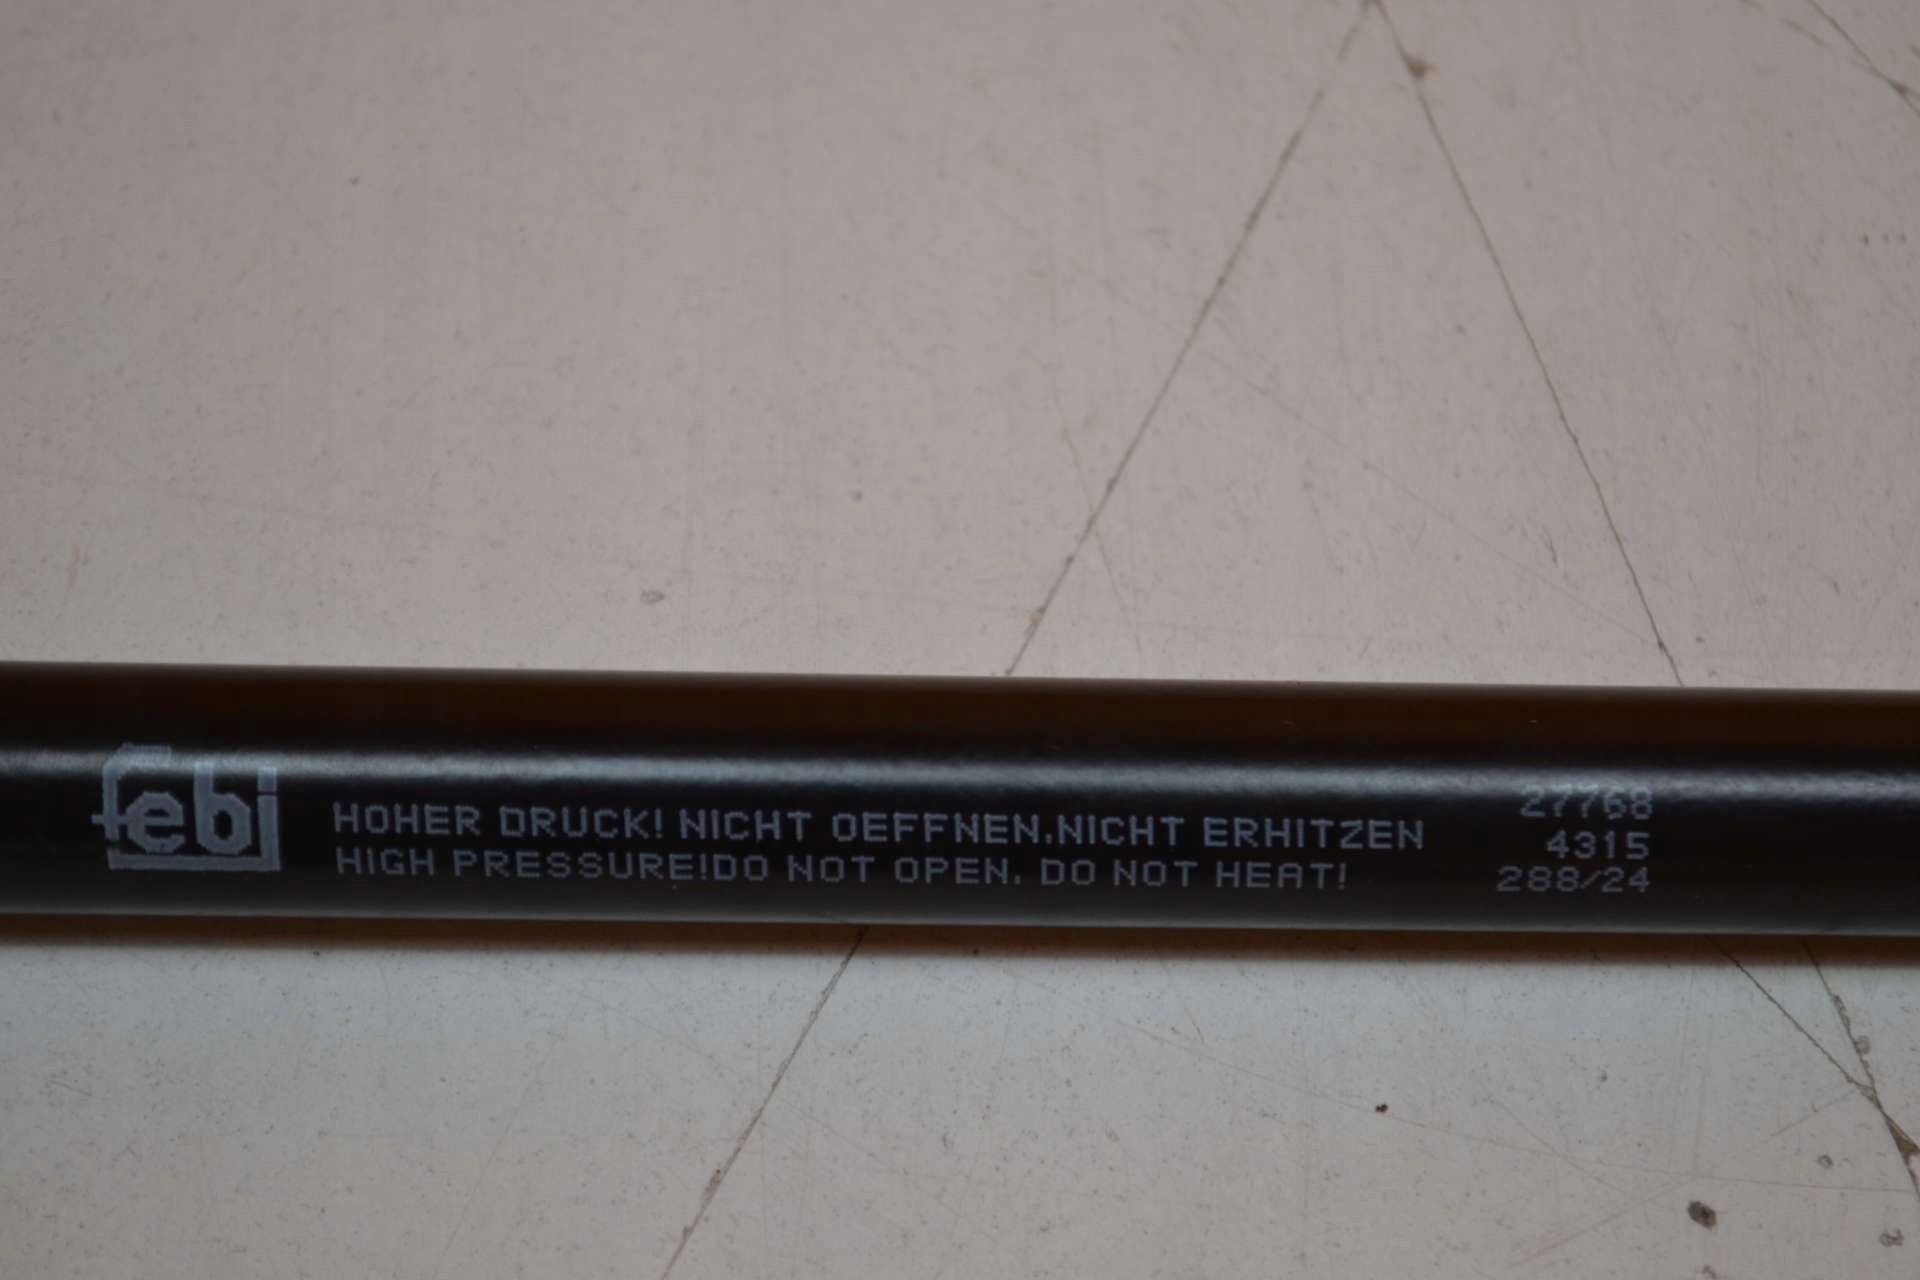 febi
HOHER DRUCK! NICHT OEFFNEN.NICHT ERHITZEN
HIGH PRESSURE!DO NOT OPEN. DO NOT HEAT!
27768
4315
288/24